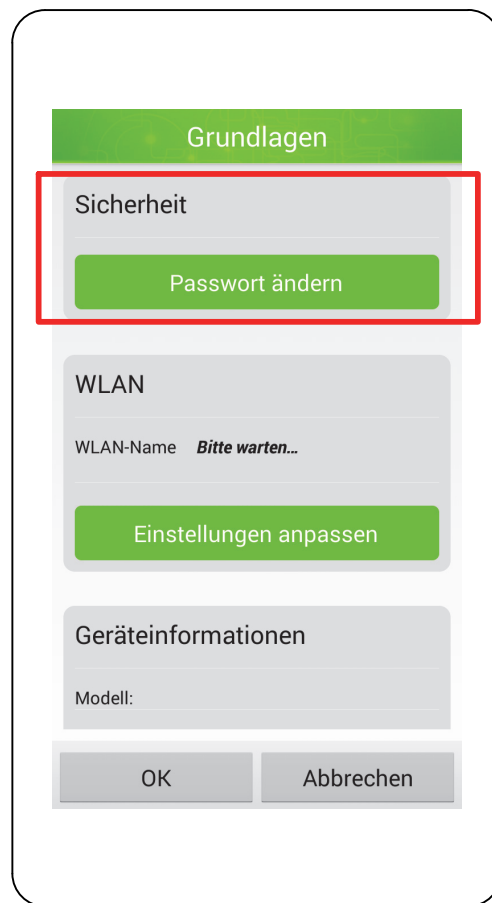 Grundlagen
Sicherheit
Passwort ändern
WLAN
WLAN-Name Bitte warten...
Einstellungen anpassen
Geräteinformationen
Modell:
OK Abbrechen